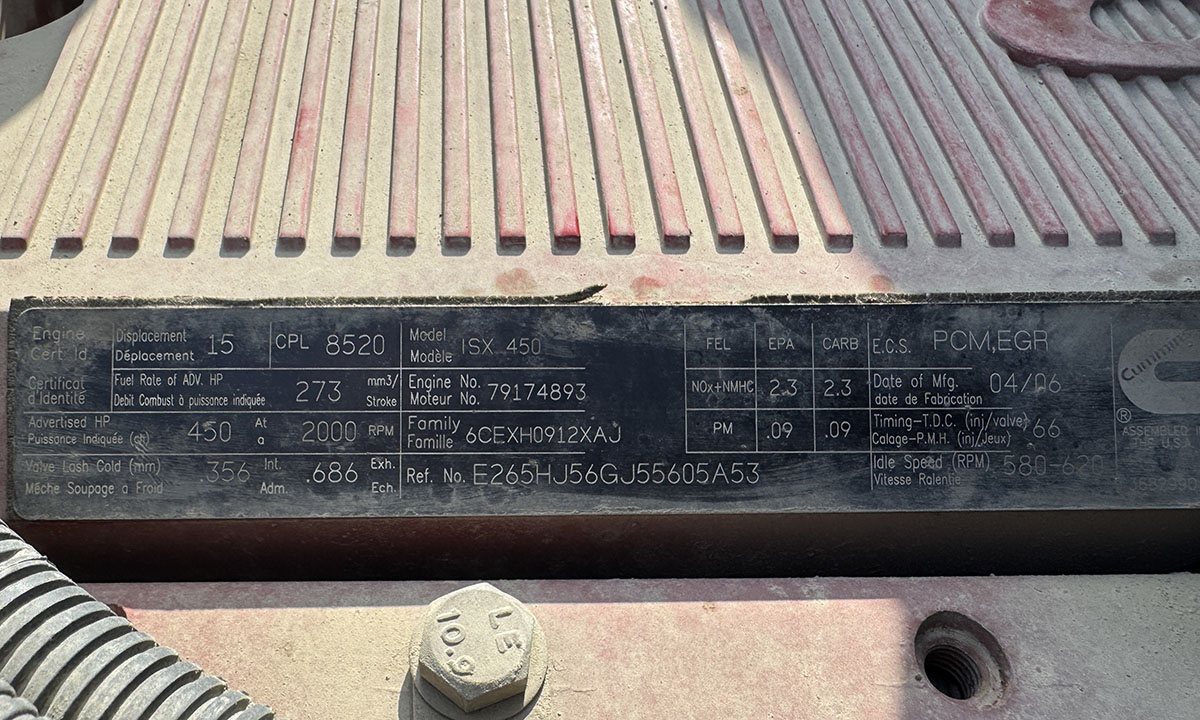 Engine
Cert. Id.
Certificat
d'Identité
Displacement
Déplacement 15
CPL 8520
Model
Modèle ISX 450
Fuel Rate of ADV. HP
Debit Combust à puissance indiquée 273 mm3/
Stroke
Engine No.
Moteur No. 79174893
Advertised HP
Puissance Indiquée (ch) 450 At
a 2000 RPM
Family
Famille 6CEXH0912XAJ
Valve Lash Cold (mm)
Mêche Soupage a Froid .356 Int.
Adm. .686 Exh.
Ech.
Ref. No. E265HJ56GJ55605A53
FEL EPA CARB
NOx+NMHC 2.3 2.3
PM .09 .09
E.C.S. PCM,EGR
Date of Mfg.
date de Fabrication 04/06
Timing-T.D.C. (inj/valve)
Calage-P.M.H. (inj/Jeux) .66
Idle Speed (RPM)
Vitesse Ralentie 580-620
Cummins
®
ASSEMBLED
U.S.
LE
10.9